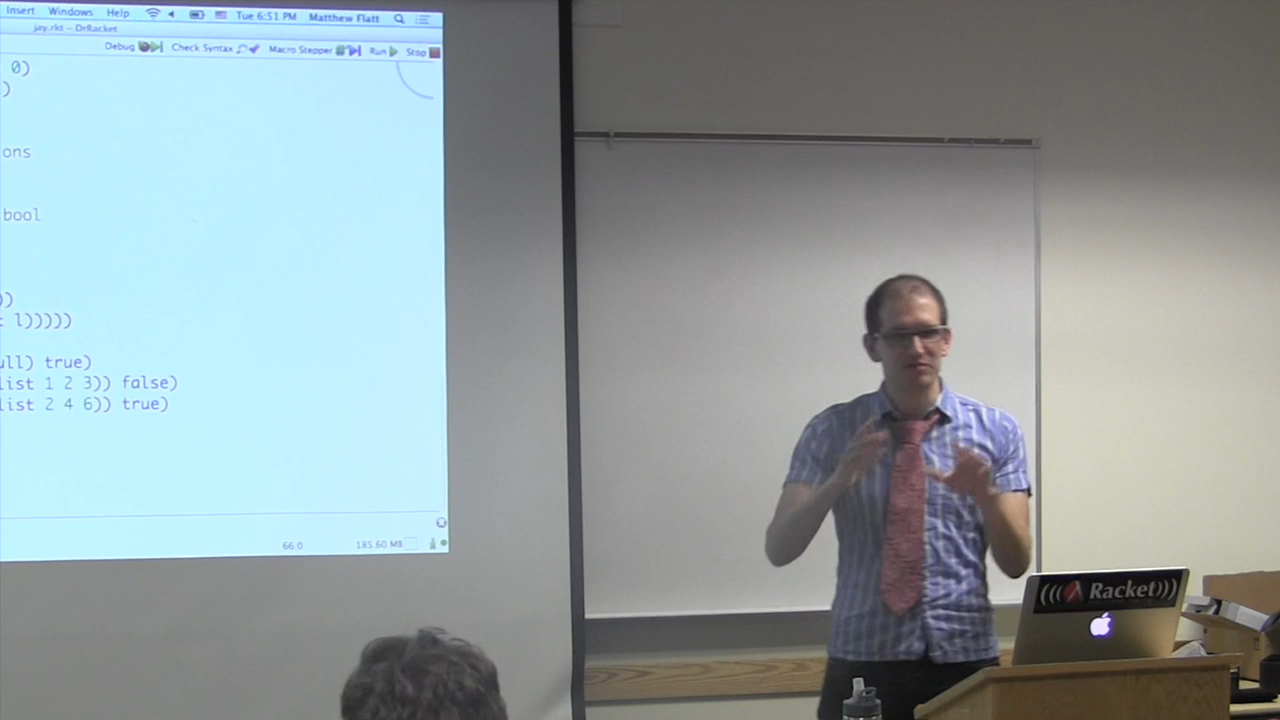 Insert Windows Help Tue 6:51 PM Matthew Flatt
jay.rkt – DrRacket
Debug Check Syntax Macro Stepper Run Stop
0)
)
ons
bool
))
t l)))))
ull) true)
list 1 2 3)) false)
list 2 4 6)) true)
66:0 185.60 MB
(((Racket)))